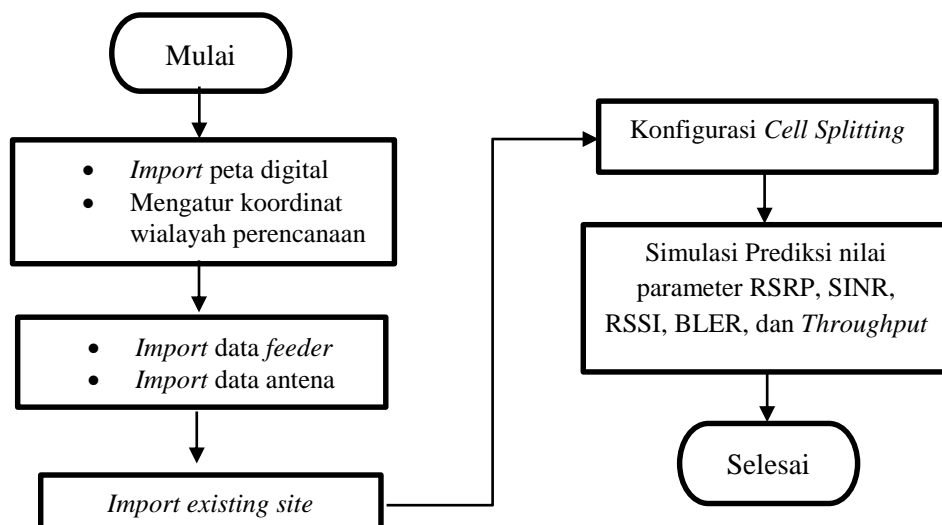 Mulai
• Import peta digital
• Mengatur koordinat
wialayah perencanaan
• Import data feeder
• Import data antena
Import existing site
Konfigurasi Cell Splitting
Simulasi Prediksi nilai
parameter RSRP, SINR,
RSSI, BLER, dan Throughput
Selesai